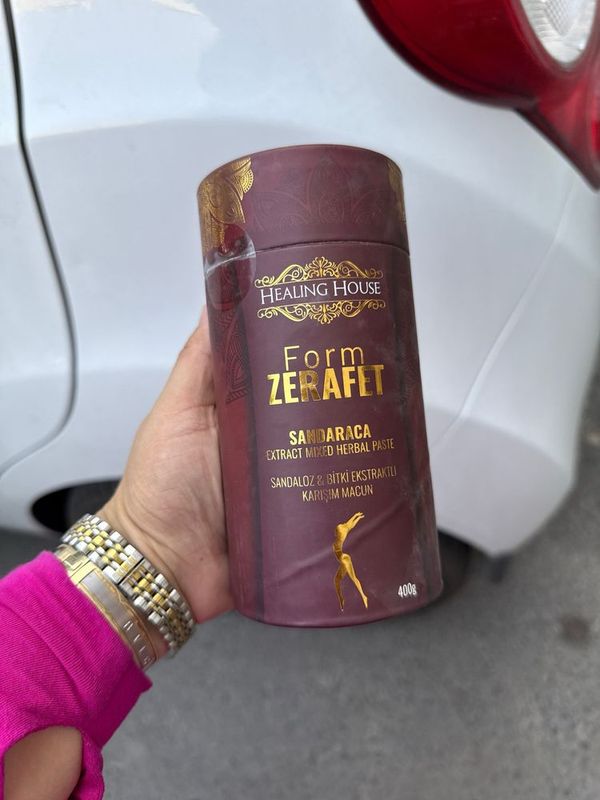 HEALING HOUSE
Form
ZERAFET
SANDARACA
EXTRACT MIXED HERBAL PASTE
SANDALOZ & BİTKİ EKSTRAKTLI
KARIŞIM MACUN
400g